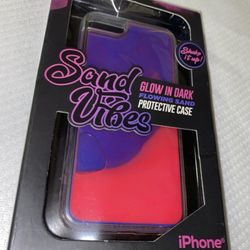 Shake
it up!
Sand
Vibes
GLOW IN DARK
FLOWING SAND
PROTECTIVE CASE
iPhone